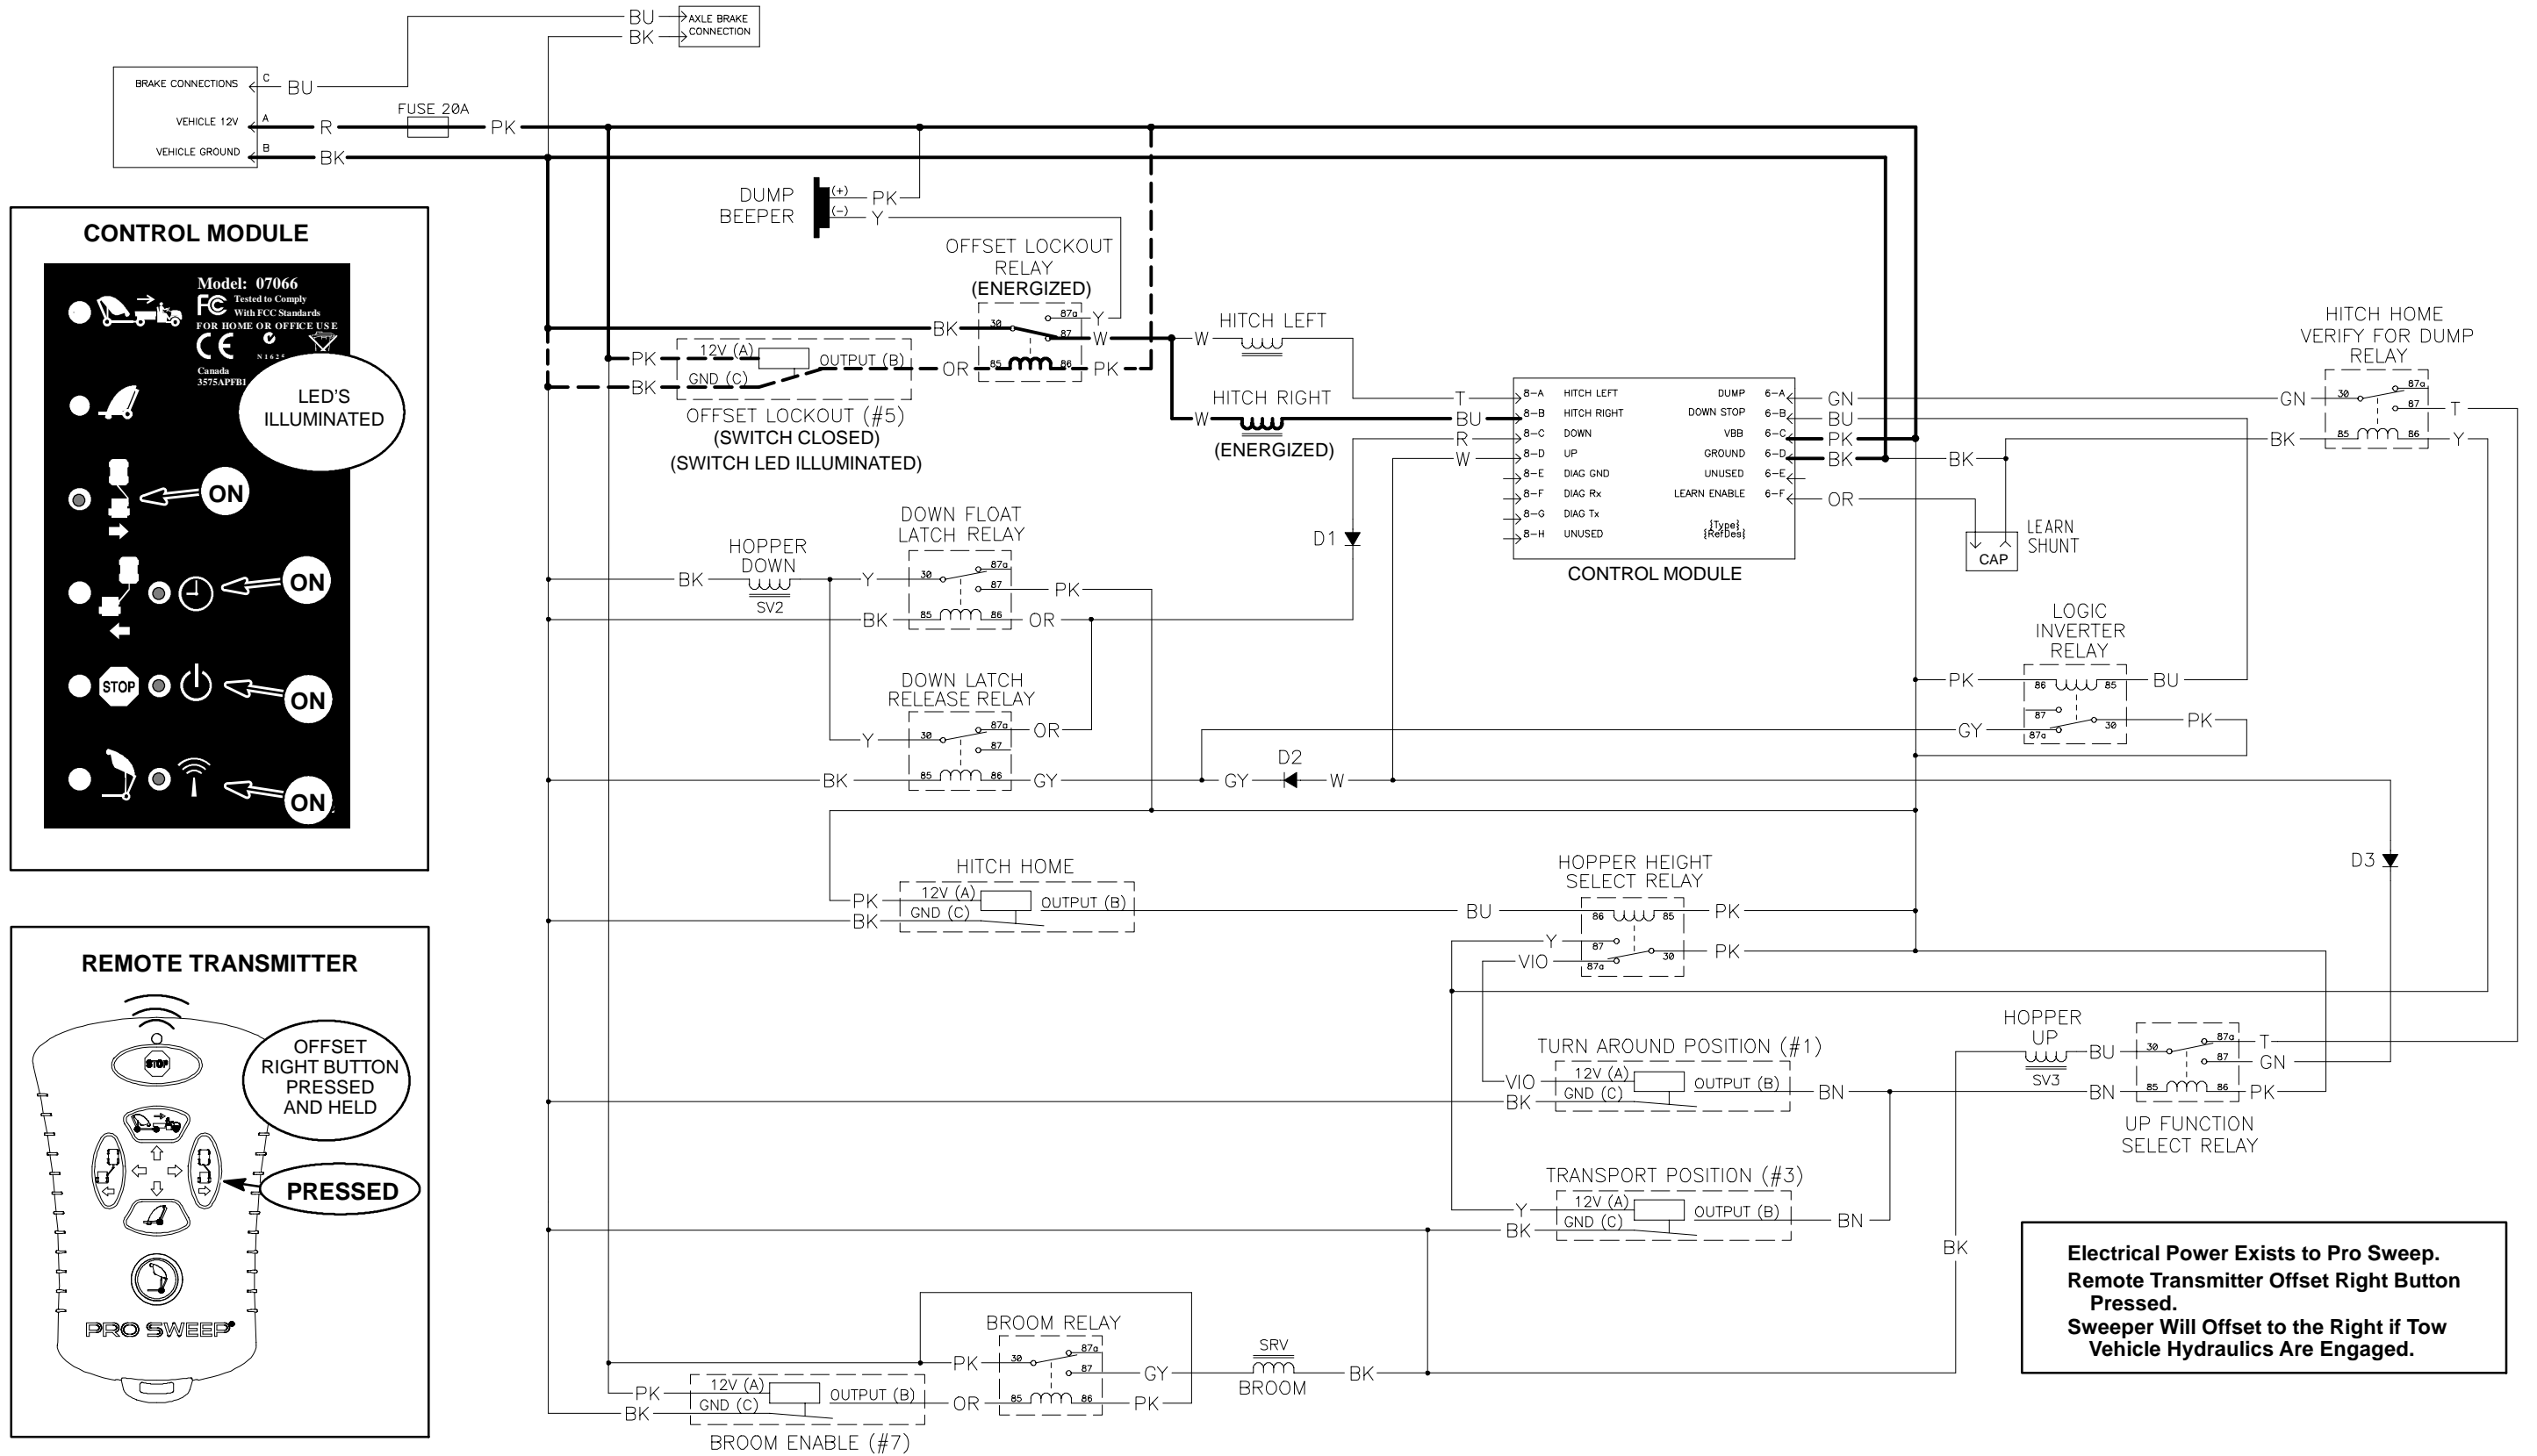 BU
BK
AXLE BRAKE
CONNECTION
BRAKE CONNECTIONS
C
BU
VEHICLE 12V
A
R
FUSE 20A
PK
VEHICLE GROUND
B
BK
CONTROL MODULE
Model: 07066
FC Tested to Comply
With FCC Standards
FOR HOME OR OFFICE USE
CE
N1625
Canada
3575APFB1
LED'S
ILLUMINATED
ON
ON
STOP
ON
ON
REMOTE TRANSMITTER
OFFSET
RIGHT BUTTON
PRESSED
AND HELD
STOP
PRESSED
PRO SWEEP®
DUMP
BEEPER
(+)
PK
(-)
Y
OFFSET LOCKOUT
RELAY
(ENERGIZED)
BK
30
87a
Y
87
W
OR
85
86
PK
PK
12V (A)
OUTPUT (B)
BK
GND (C)
OFFSET LOCKOUT (#5)
(SWITCH CLOSED)
(SWITCH LED ILLUMINATED)
W
HITCH LEFT
T
W
HITCH RIGHT
(ENERGIZED)
BU
R
W
8-A HITCH LEFT
8-B HITCH RIGHT
8-C DOWN
8-D UP
8-E DIAG GND
8-F DIAG Rx
8-G DIAG Tx
8-H UNUSED
DUMP 6-A
DOWN STOP 6-B
VBB 6-C
GROUND 6-D
UNUSED 6-E
LEARN ENABLE 6-F
{Type}
{RefDes}
CONTROL MODULE
GN
BU
PK
BK
BK
OR
LEARN
SHUNT
CAP
HITCH HOME
VERIFY FOR DUMP
RELAY
GN
30
87a
87
T
BK
85
86
Y
D1
DOWN FLOAT
LATCH RELAY
HOPPER
DOWN
BK
SV2
Y
30
87a
87
PK
BK
85
86
OR
DOWN LATCH
RELEASE RELAY
Y
30
87a
OR
87
BK
85
86
GY
D2
GY
W
LOGIC
INVERTER
RELAY
PK
86
85
BU
87
GY
87a
30
PK
D3
HITCH HOME
PK
12V (A)
OUTPUT (B)
BK
GND (C)
BU
HOPPER HEIGHT
SELECT RELAY
86
85
PK
Y
87
VIO
87a
30
PK
TURN AROUND POSITION (#1)
VIO
12V (A)
OUTPUT (B)
BK
GND (C)
BN
TRANSPORT POSITION (#3)
Y
12V (A)
OUTPUT (B)
BK
GND (C)
BN
HOPPER
UP
SV3
BU
30
87a
T
87
GN
BN
85
86
PK
UP FUNCTION
SELECT RELAY
BK
BROOM RELAY
PK
30
87a
87
GY
OR
85
86
PK
SRV
BROOM
BK
PK
12V (A)
OUTPUT (B)
BK
GND (C)
BROOM ENABLE (#7)
Electrical Power Exists to Pro Sweep.
Remote Transmitter Offset Right Button
Pressed.
Sweeper Will Offset to the Right if Tow
Vehicle Hydraulics Are Engaged.